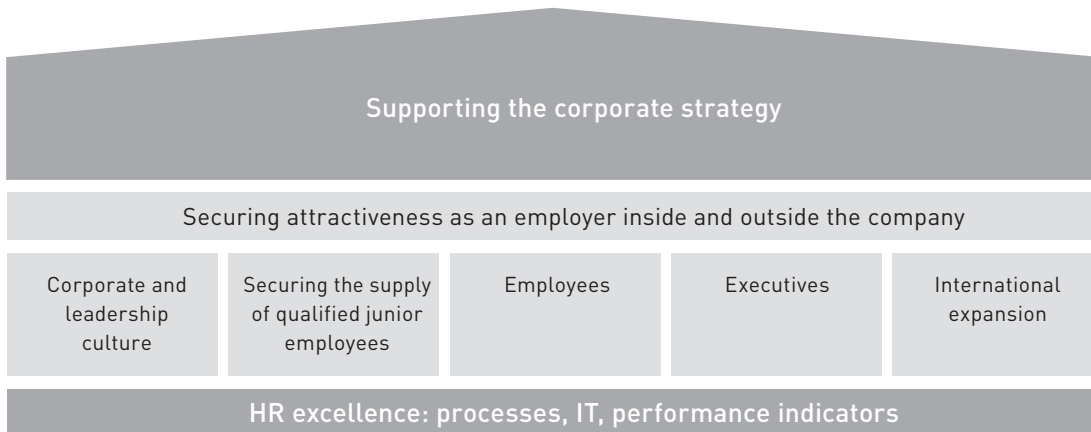 Supporting the corporate strategy
Securing attractiveness as an employer inside and outside the company
Corporate and
leadership
culture
Securing the supply
of qualified junior
employees
Employees
Executives
International
expansion
HR excellence: processes, IT, performance indicators